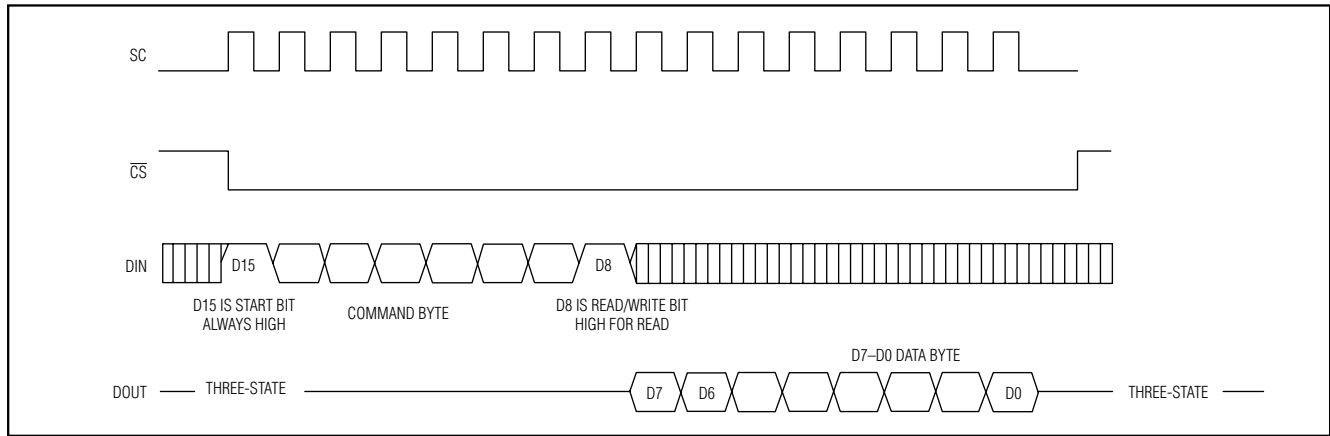 SC
CS
DIN
D15
D8
D15 IS START BIT
ALWAYS HIGH
COMMAND BYTE
D8 IS READ/WRITE BIT
HIGH FOR READ
D7–D0 DATA BYTE
DOUT
THREE-STATE
D7
D6
D0
THREE-STATE